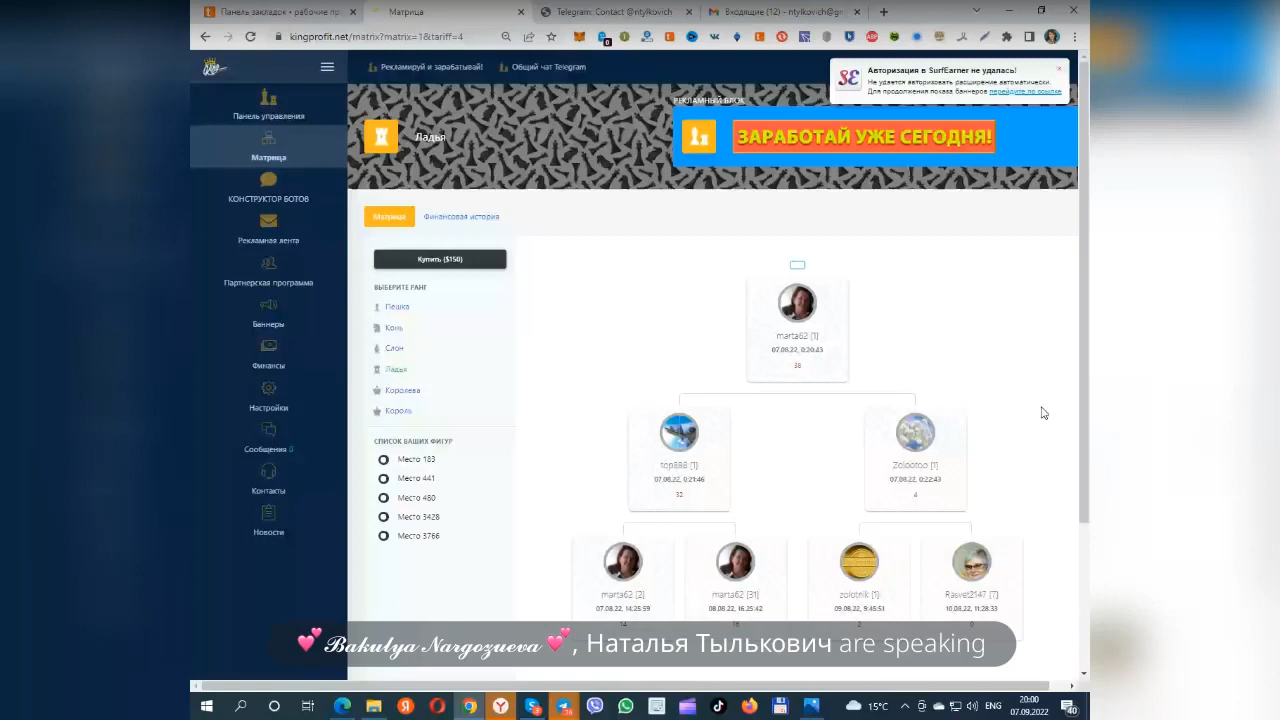 Панель закладок • рабочие пр
Матрица
Telegram: Contact @ntylkovich
Входящие (12) - ntylkovich@gr
kingprofit.net/matrix?matrix=1&tariff=4
Рекламируй и зарабатывай!
Общий чат Telegram
Авторизация в SurfEarner не удалась!
Не удается авторизовать расширение автоматически.
Для продолжения показа баннеров перейдите по ссылке
РЕКЛАМНЫЙ БЛОК
Ладья
ЗАРАБОТАЙ УЖЕ СЕГОДНЯ!
Панель управления
Матрица
КОНСТРУКТОР БОТОВ
Рекламная лента
Партнерская программа
Баннеры
Финансы
Настройки
Сообщения 0
Контакты
Новости
Матрица
Финансовая история
Купить ($150)
ВЫБЕРИТЕ РАНГ
Пешка
Конь
Слон
Ладья
Королева
Король
СПИСОК ВАШИХ ФИГУР
Место 183
Место 441
Место 480
Место 3428
Место 3766
marta62 [1]
07.08.22, 0:20:43
38
top888 [1]
07.08.22, 0:21:46
32
Zolootoo [1]
07.08.22, 0:22:43
4
marta62 [2]
07.08.22, 14:25:59
14
marta62 [31]
08.08.22, 16:25:42
16
zolotnik [1]
09.08.22, 9:45:51
2
Rasvet2147 [7]
10.08.22, 11:28:33
0
💕 Bakulya Nargozueva 💕, Наталья Тылькович are speaking
15°C
ENG
20:00
07.09.2022
40